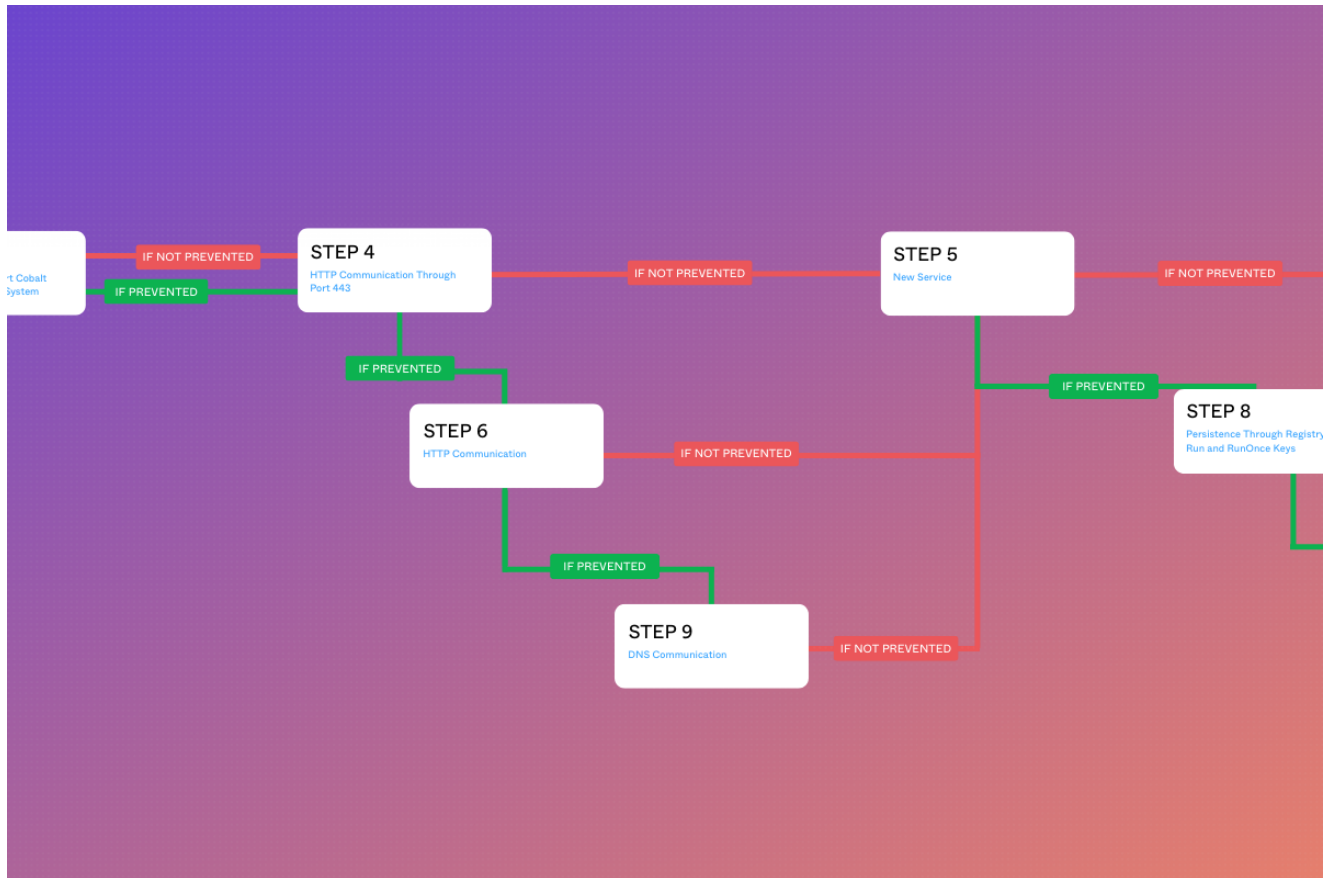 Cobalt
System
IF NOT PREVENTED
IF PREVENTED
STEP 4
HTTP Communication Through
Port 443
IF NOT PREVENTED
STEP 5
New Service
IF NOT PREVENTED
IF PREVENTED
IF PREVENTED
STEP 8
Persistence Through Registry
Run and RunOnce Keys
STEP 6
HTTP Communication
IF NOT PREVENTED
IF PREVENTED
STEP 9
DNS Communication
IF NOT PREVENTED